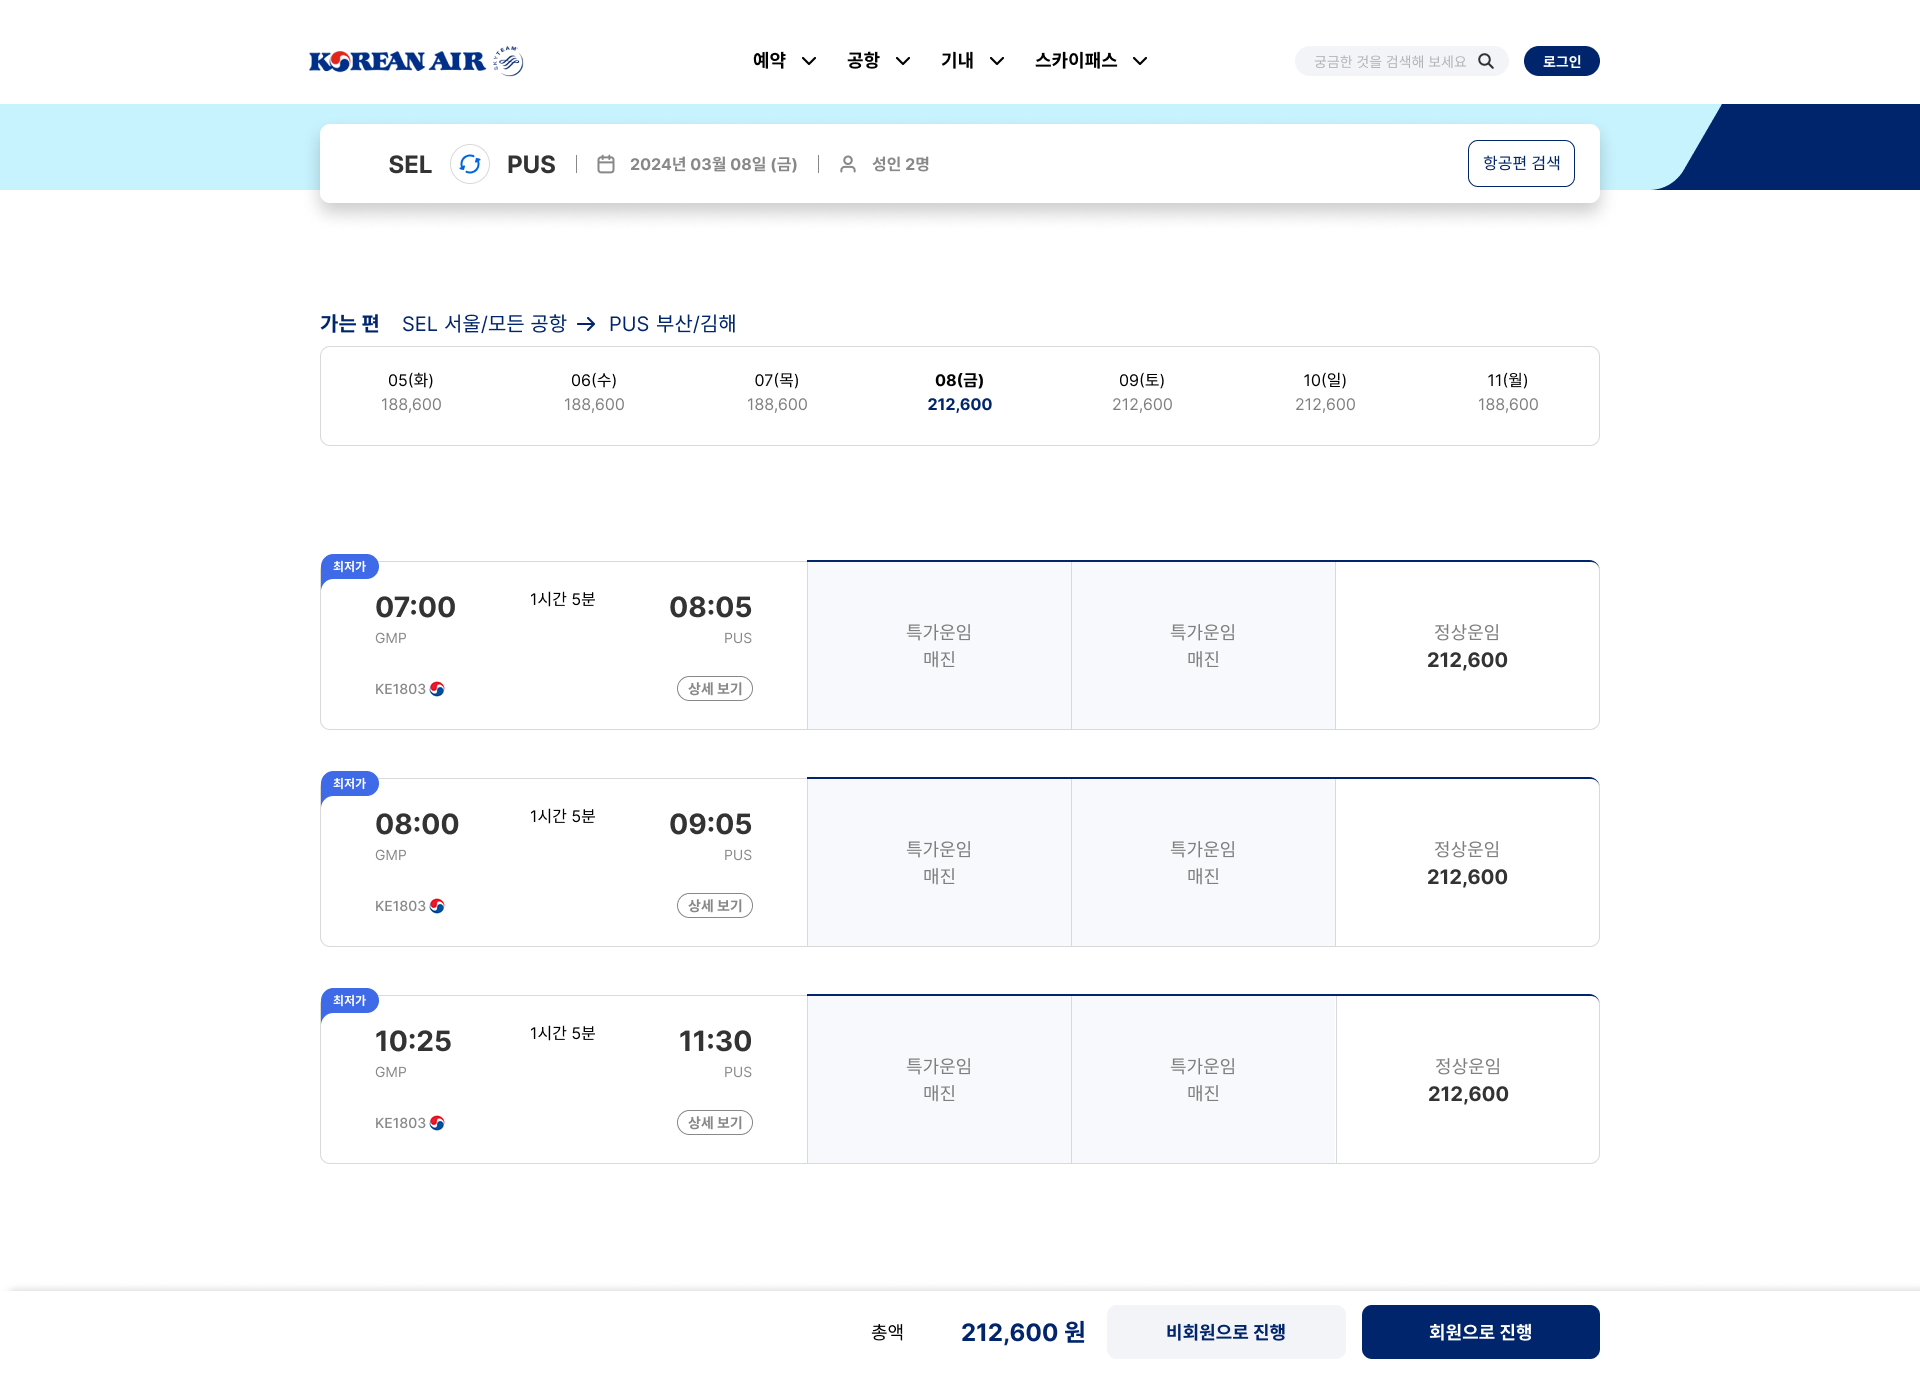 KOREAN AIR SKYTEAM
예약 공항 기내 스카이패스 궁금한 것을 검색해 보세요 로그인
SEL PUS 2024년 03월 08일 (금) 성인 2명 항공편 검색
가는 편 SEL 서울/모든 공항 → PUS 부산/김해
05(화) 06(수) 07(목) 08(금) 09(토) 10(일) 11(월)
188,600 188,600 188,600 212,600 212,600 212,600 188,600
최저가
07:00 1시간 5분 08:05
GMP PUS
KE1803 상세 보기
특가운임 특가운임 정상운임
매진 매진 212,600
최저가
08:00 1시간 5분 09:05
GMP PUS
KE1803 상세 보기
특가운임 특가운임 정상운임
매진 매진 212,600
최저가
10:25 1시간 5분 11:30
GMP PUS
KE1803 상세 보기
특가운임 특가운임 정상운임
매진 매진 212,600
총액 212,600 원 비회원으로 진행 회원으로 진행